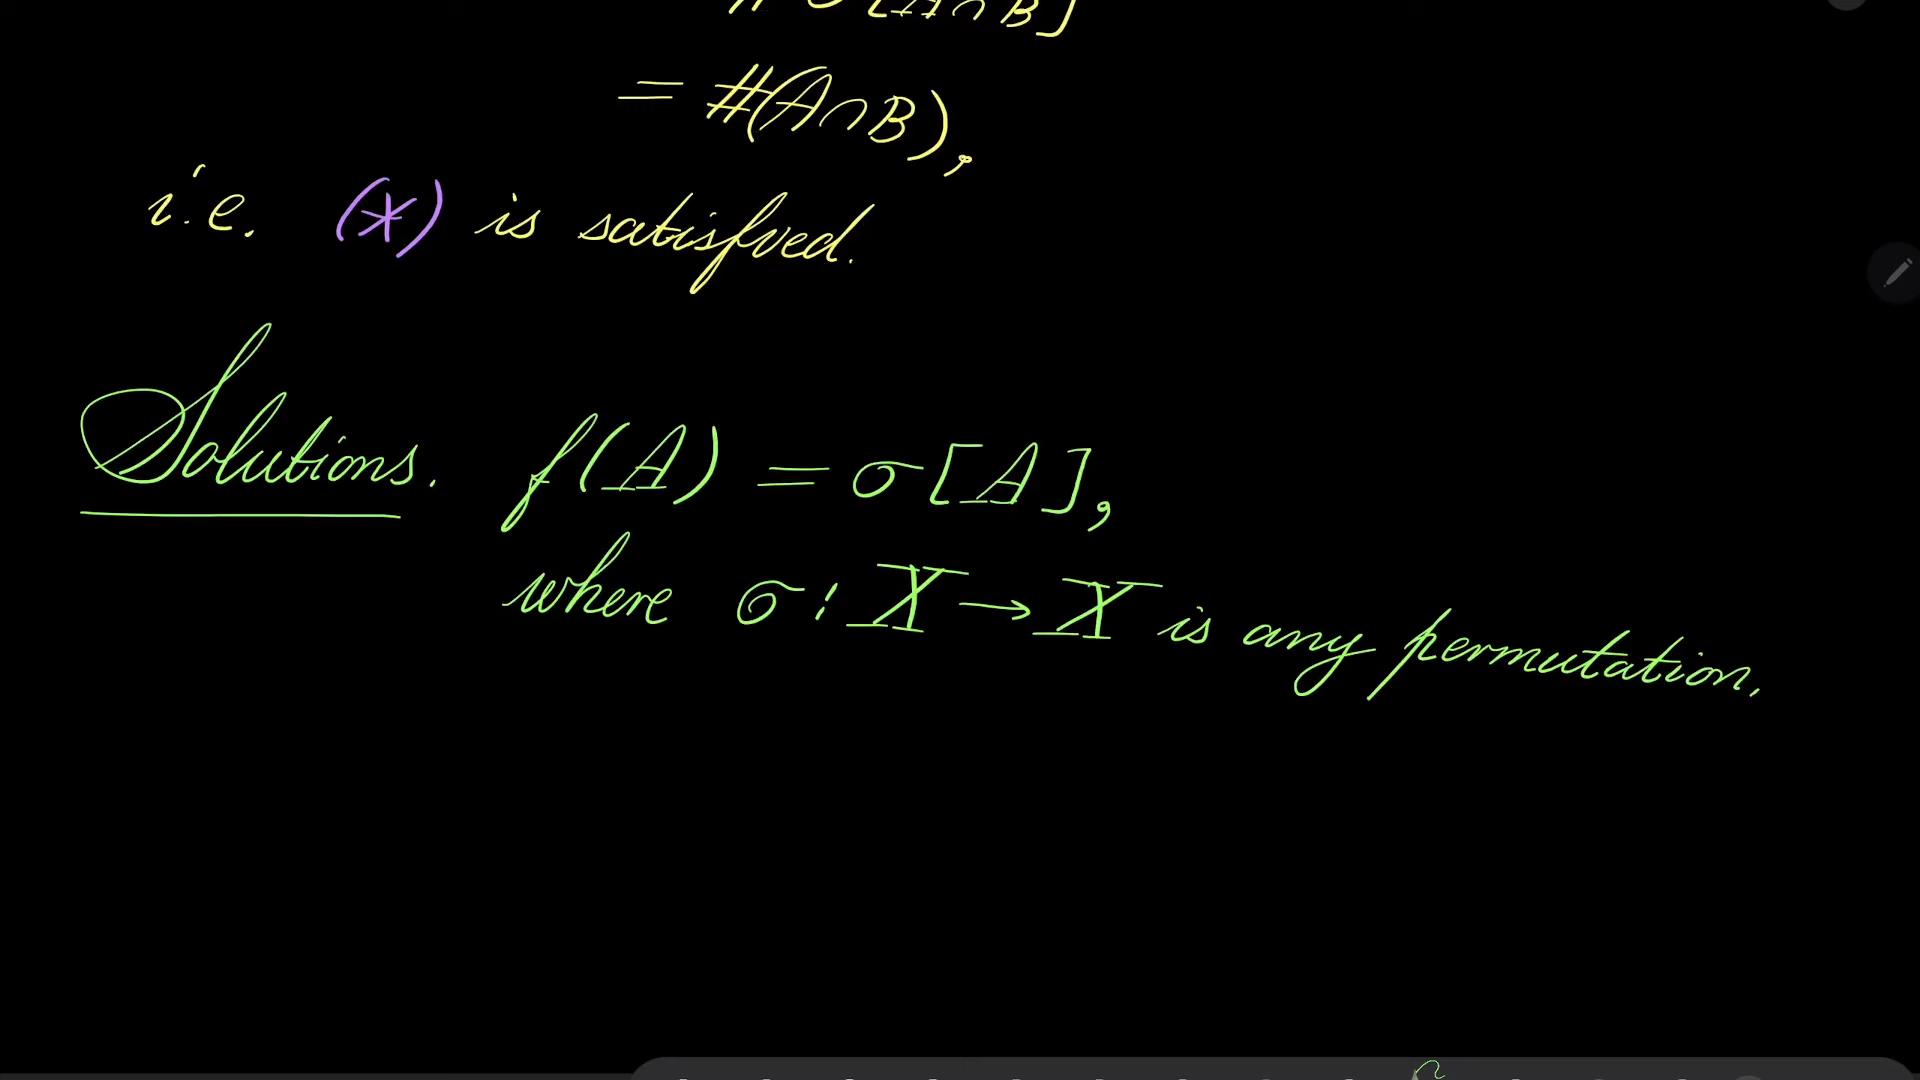 # σ[A∩B]
= #(A∩B),
i.e. (*) is satisfied.
Solutions. f(A) = σ[A],
where σ: X → X is any permutation.